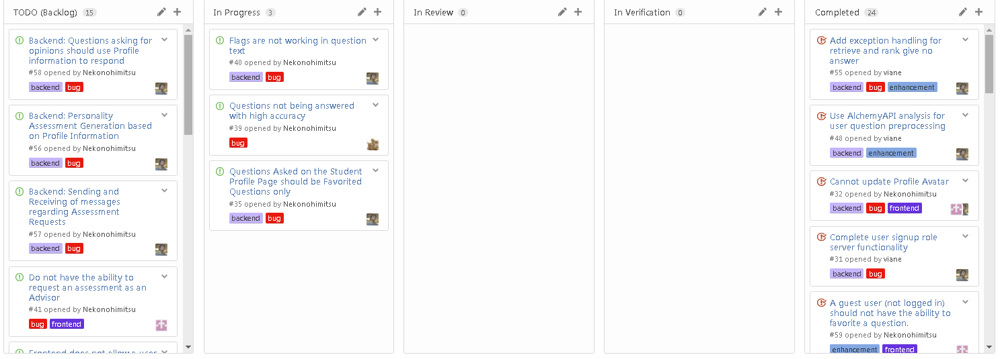 TODO (Backlog) 15
Backend: Questions asking for
opinions should use Profile
information to respond
#58 opened by Nekonohimitsu
backend bug
Backend: Personality
Assessment Generation based
on Profile Information
#56 opened by Nekonohimitsu
backend bug
Backend: Sending and
Receiving of messages
regarding Assessment
Requests
#57 opened by Nekonohimitsu
backend bug
Do not have the ability to
request an assessment as an
Advisor
#41 opened by Nekonohimitsu
bug frontend
Frontend does not allow a user
In Progress 3
Flags are not working in question
text
#40 opened by Nekonohimitsu
backend bug
Questions not being answered
with high accuracy
#39 opened by Nekonohimitsu
bug
Questions Asked on the Student
Profile Page should be Favorited
Questions only
#35 opened by Nekonohimitsu
backend bug
In Review 0
In Verification 0
Completed 24
Add exception handling for
retrieve and rank give no
answer
#55 opened by viane
backend bug enhancement
Use AlchemyAPI analysis for
user question preprocessing
#48 opened by viane
backend enhancement
Cannot update Profile Avatar
#32 opened by Nekonohimitsu
backend bug frontend
Complete user signup role
server functionality
#31 opened by viane
backend bug
A guest user (not logged in)
should not have the ability to
favorite a question.
#59 opened by Nekonohimitsu
enhancement frontend